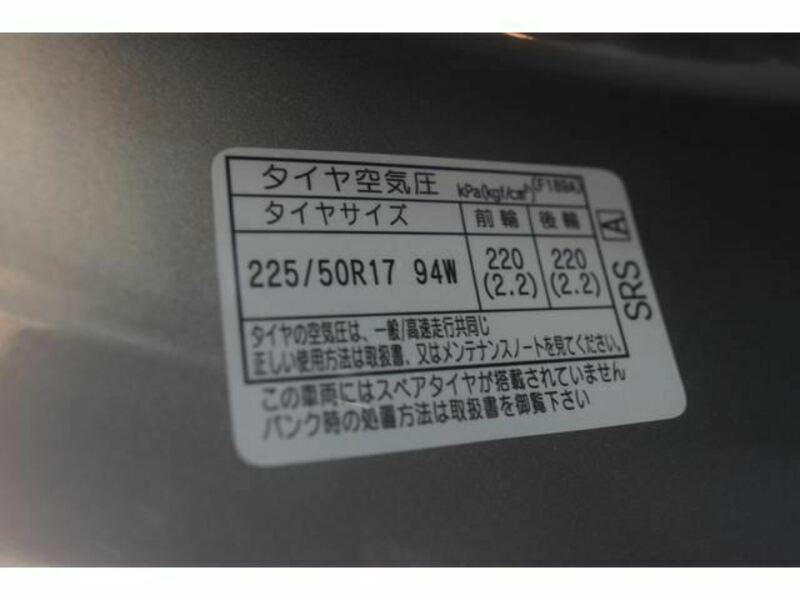 タイヤ空気圧 kPa(kgf/c㎡) (F189A)
タイヤサイズ 前輪 後輪 A
225/50R17 94W 220 (2.2) 220 (2.2) SRS
タイヤの空気圧は、一般/高速走行共同じ
正しい使用方法は取扱書、又はメンテナンスノートを見てください。
この車両にはスペアタイヤが搭載されていません
パンク時の処置方法は取扱書を御覧下さい